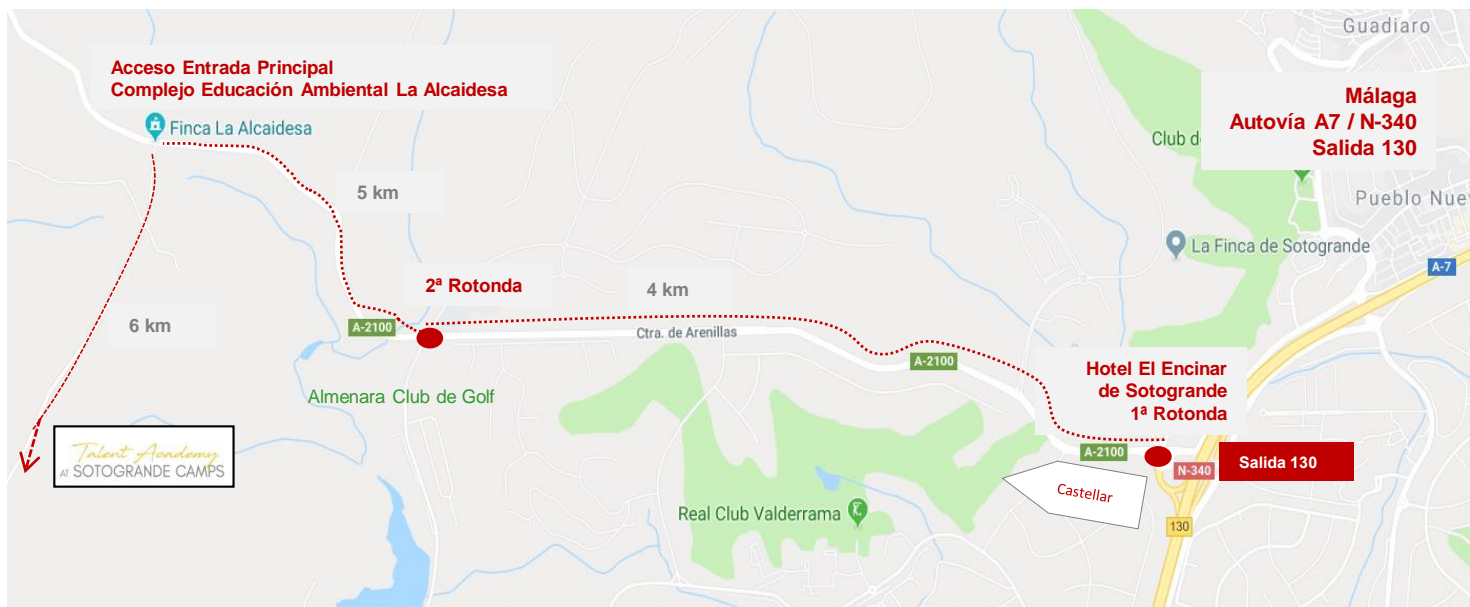 Guadiaro
Acceso Entrada Principal
Complejo Educación Ambiental La Alcaidesa
Málaga
Autovía A7 / N-340
Salida 130
Finca La Alcaidesa
Club de
5 km
Pueblo Nuev
La Finca de Sotogrande
A-7
2ª Rotonda
4 km
6 km
A-2100
Ctra. de Arenillas
A-2100
Hotel El Encinar
de Sotogrande
1ª Rotonda
Almenara Club de Golf
Talent Academy
AT SOTOGRANDE CAMPS
A-2100
N-340
Salida 130
Castellar
Real Club Valderrama
130